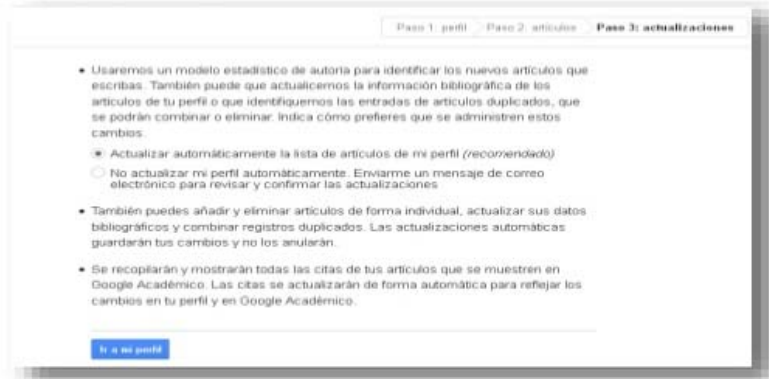 Paso 1: perfil Paso 2: artículos Paso 3: actualizaciones
• Usaremos un modelo estadístico de autoría para identificar los nuevos artículos que
escribas. También puede que actualicemos la información bibliográfica de los
artículos de tu perfil o que identifiquemos las entradas de artículos duplicados, que
se podrán combinar o eliminar. Indica cómo prefieres que se administren estos
cambios.
Actualizar automáticamente la lista de artículos de mi perfil (recomendado)
No actualizar mi perfil automáticamente. Enviarme un mensaje de correo
electrónico para revisar y confirmar las actualizaciones
• También puedes añadir y eliminar artículos de forma individual, actualizar sus datos
bibliográficos y combinar registros duplicados. Las actualizaciones automáticas
guardarán tus cambios y no los anularán.
• Se recopilarán y mostrarán todas las citas de tus artículos que se muestren en
Google Académico. Las citas se actualizarán de forma automática para reflejar los
cambios en tu perfil y en Google Académico.
Ir a mi perfil